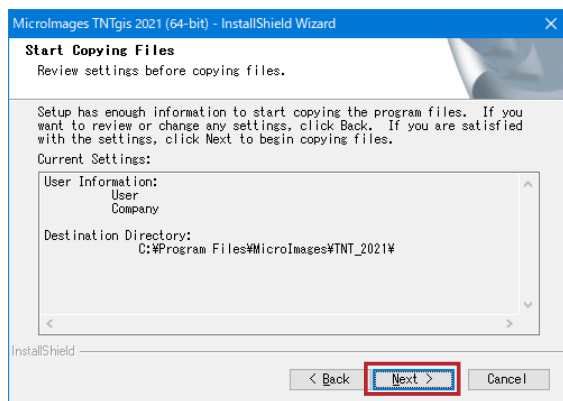 MicroImages TNTgis 2021 (64-bit) - InstallShield Wizard
Start Copying Files
Review settings before copying files.
Setup has enough information to start copying the program files.  If you
want to review or change any settings, click Back.  If you are satisfied
with the settings, click Next to begin copying files.
Current Settings:
User Information:
User
Company
Destination Directory:
C:¥Program Files¥MicroImages¥TNT_2021¥
InstallShield
< Back
Next >
Cancel